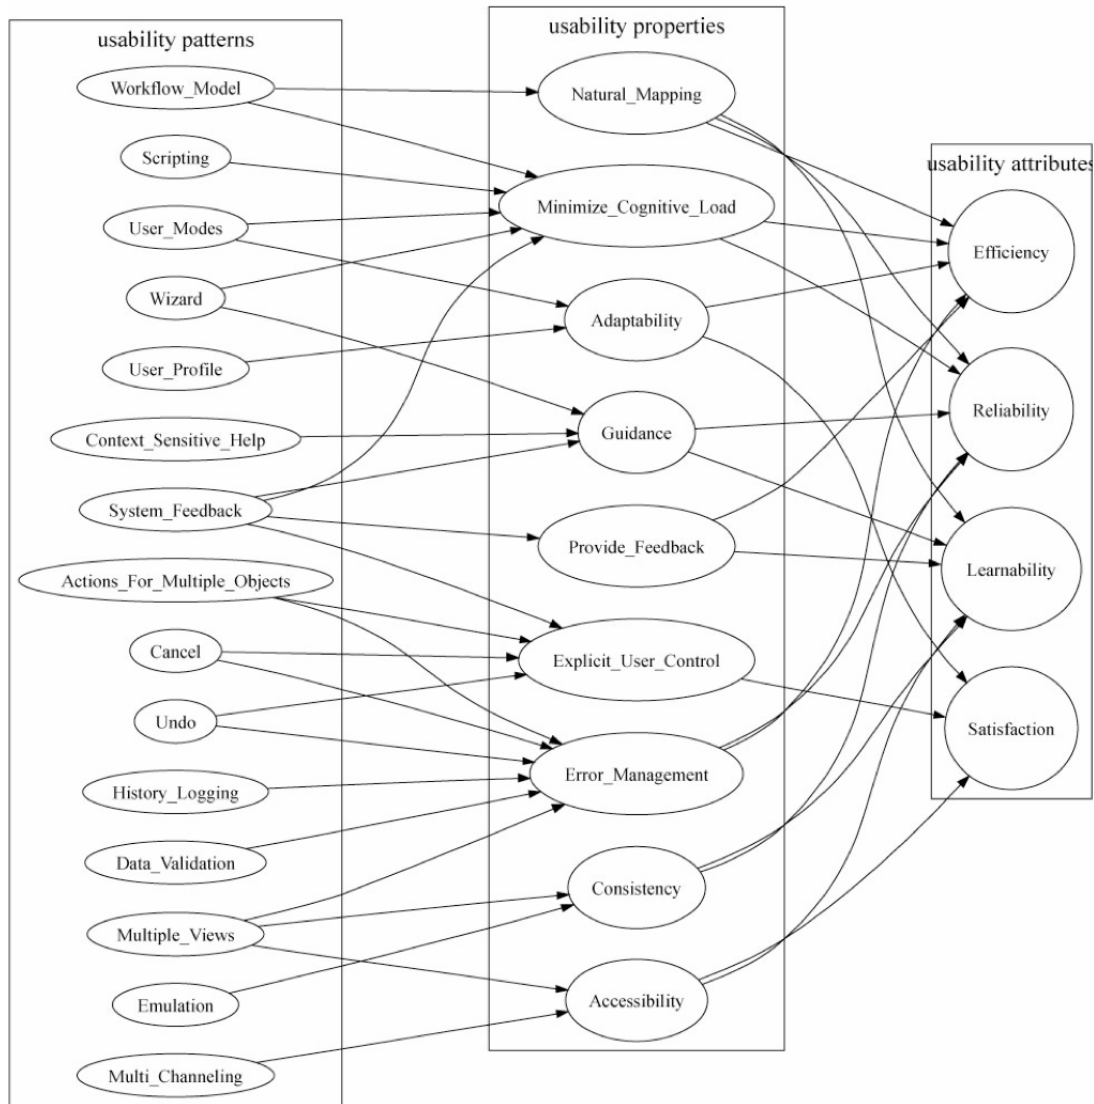 usability patterns
Workflow_Model
Scripting
User_Modes
Wizard
User_Profile
Context_Sensitive_Help
System_Feedback
Actions_For_Multiple_Objects
Cancel
Undo
History_Logging
Data_Validation
Multiple_Views
Emulation
Multi_Channeling
usability properties
Natural_Mapping
Minimize_Cognitive_Load
Adaptability
Guidance
Provide_Feedback
Explicit_User_Control
Error_Management
Consistency
Accessibility
usability attributes
Efficiency
Reliability
Learnability
Satisfaction